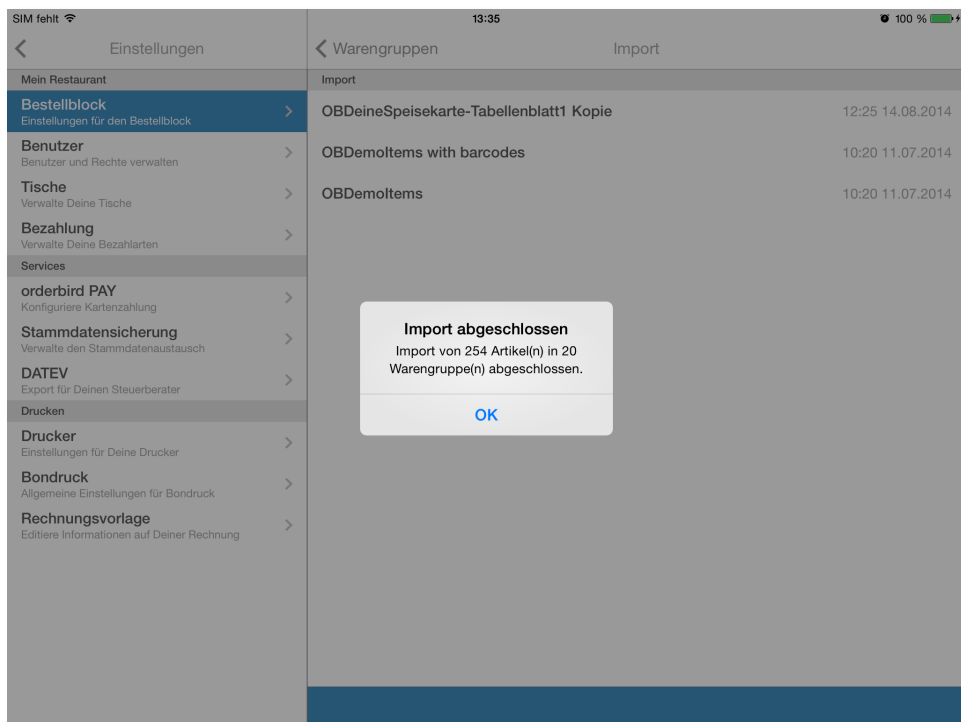 SIM fehlt
13:35
100 %
Einstellungen
Warengruppen
Import
Mein Restaurant
Bestellblock
Einstellungen für den Bestellblock
Benutzer
Benutzer und Rechte verwalten
Tische
Verwalte Deine Tische
Bezahlung
Verwalte Deine Bezahlarten
Services
orderbird PAY
Konfiguriere Kartenzahlung
Stammdatensicherung
Verwalte den Stammdatenaustausch
DATEV
Export für Deinen Steuerberater
Drucken
Drucker
Einstellungen für Deine Drucker
Bondruck
Allgemeine Einstellungen für Bondruck
Rechnungsvorlage
Editiere Informationen auf Deiner Rechnung
Import
OBDeineSpeisekarte-Tabellenblatt1 Kopie 12:25 14.08.2014
OBDemoItems with barcodes 10:20 11.07.2014
OBDemoItems 10:20 11.07.2014
Import abgeschlossen
Import von 254 Artikel(n) in 20
Warengruppe(n) abgeschlossen.
OK